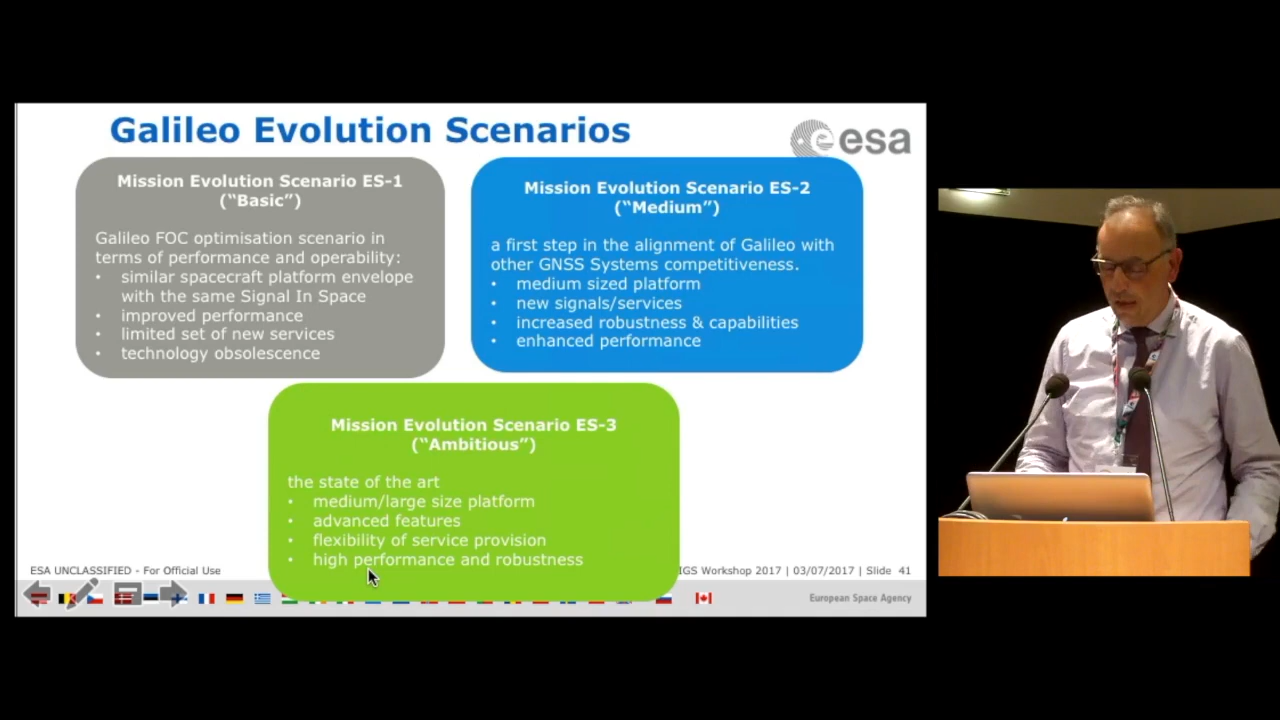 Galileo Evolution Scenarios
esa
Mission Evolution Scenario ES-1
(“Basic”)
Galileo FOC optimisation scenario in
terms of performance and operability:
• similar spacecraft platform envelope
with the same Signal In Space
• improved performance
• limited set of new services
• technology obsolescence
Mission Evolution Scenario ES-2
(“Medium”)
a first step in the alignment of Galileo with
other GNSS Systems competitiveness.
• medium sized platform
• new signals/services
• increased robustness & capabilities
• enhanced performance
Mission Evolution Scenario ES-3
(“Ambitious”)
the state of the art
• medium/large size platform
• advanced features
• flexibility of service provision
• high performance and robustness
ESA UNCLASSIFIED - For Official Use
IGS Workshop 2017 | 03/07/2017 | Slide 41
European Space Agency